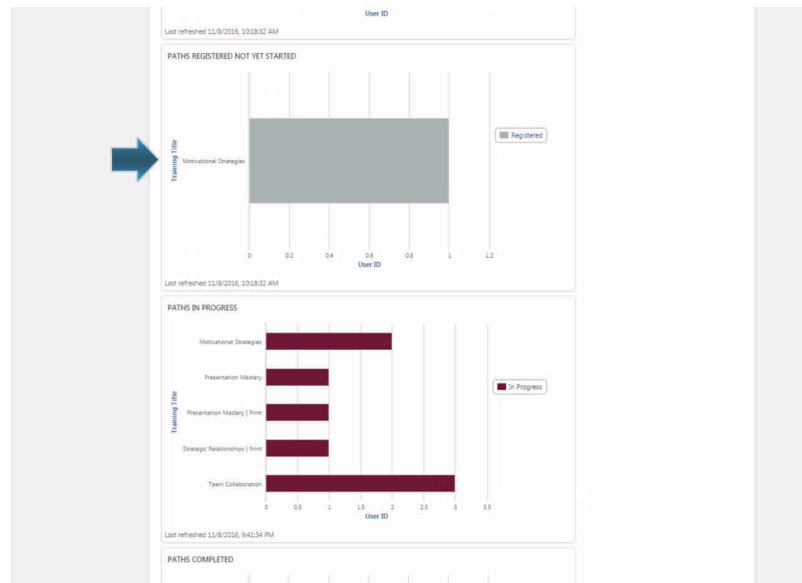 User ID
Last refreshed 11/8/2016, 10:18:32 AM
PATHS REGISTERED NOT YET STARTED
Registered
Training Title
Motivational Strategies
0 0.2 0.4 0.6 0.8 1 1.2
User ID
Last refreshed 11/8/2016, 10:18:32 AM
PATHS IN PROGRESS
Motivational Strategies
Presentation Mastery
In Progress
Training Title
Presentation Mastery | Print
Strategic Relationships | Print
Team Collaboration
0 0.5 1 1.5 2 2.5 3 3.5
User ID
Last refreshed 11/8/2016, 9:41:34 PM
PATHS COMPLETED